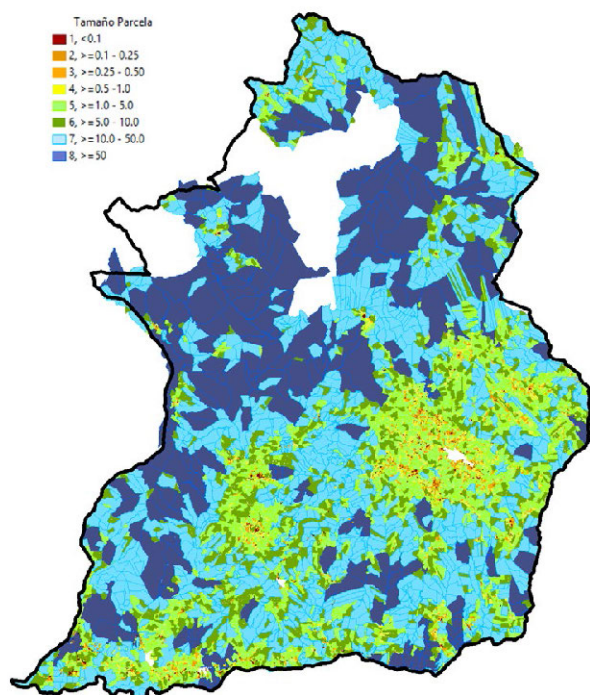 Tamaño Parcela
1, <0.1
2, >=0.1 - 0.25
3, >=0.25 - 0.50
4, >=0.5 -1.0
5, >=1.0 - 5.0
6, >=5.0 - 10.0
7, >=10.0 - 50.0
8, >=50